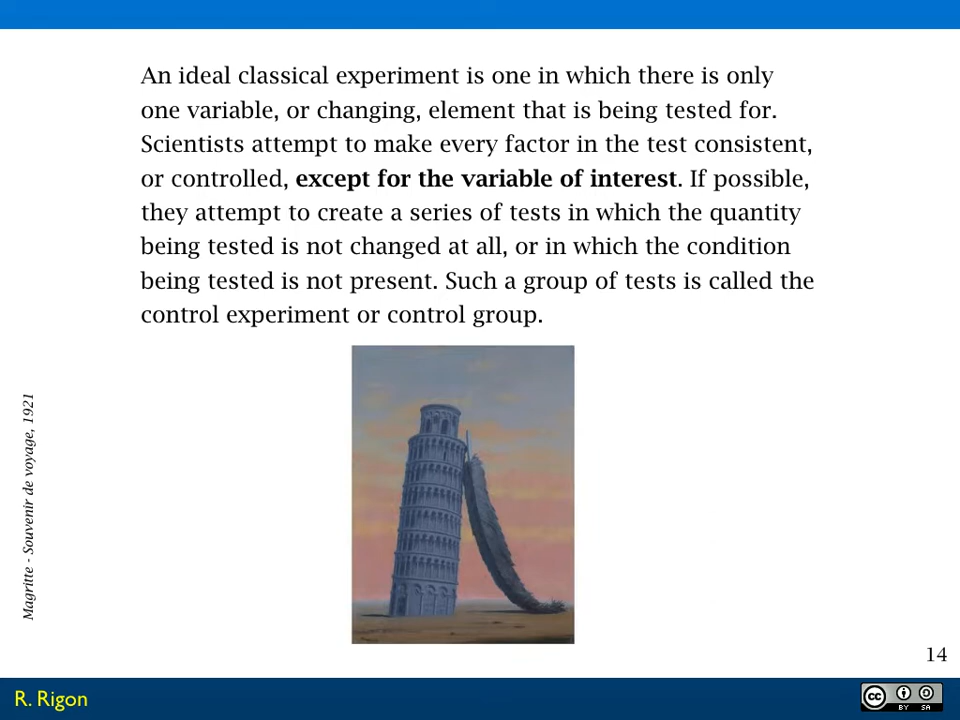 An ideal classical experiment is one in which there is only
one variable, or changing, element that is being tested for.
Scientists attempt to make every factor in the test consistent,
or controlled, except for the variable of interest. If possible,
they attempt to create a series of tests in which the quantity
being tested is not changed at all, or in which the condition
being tested is not present. Such a group of tests is called the
control experiment or control group.
Magritte - Souvenir de voyage, 1921
14
R. Rigon
cc
BY SA